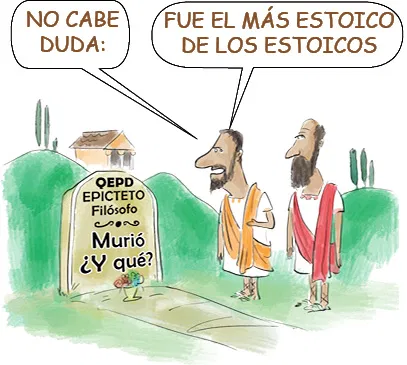 NO CABE
DUDA:
FUE EL MÁS ESTOICO
DE LOS ESTOICOS
QEPD
EPICTETO
Filósofo
Murió
¿Y qué?